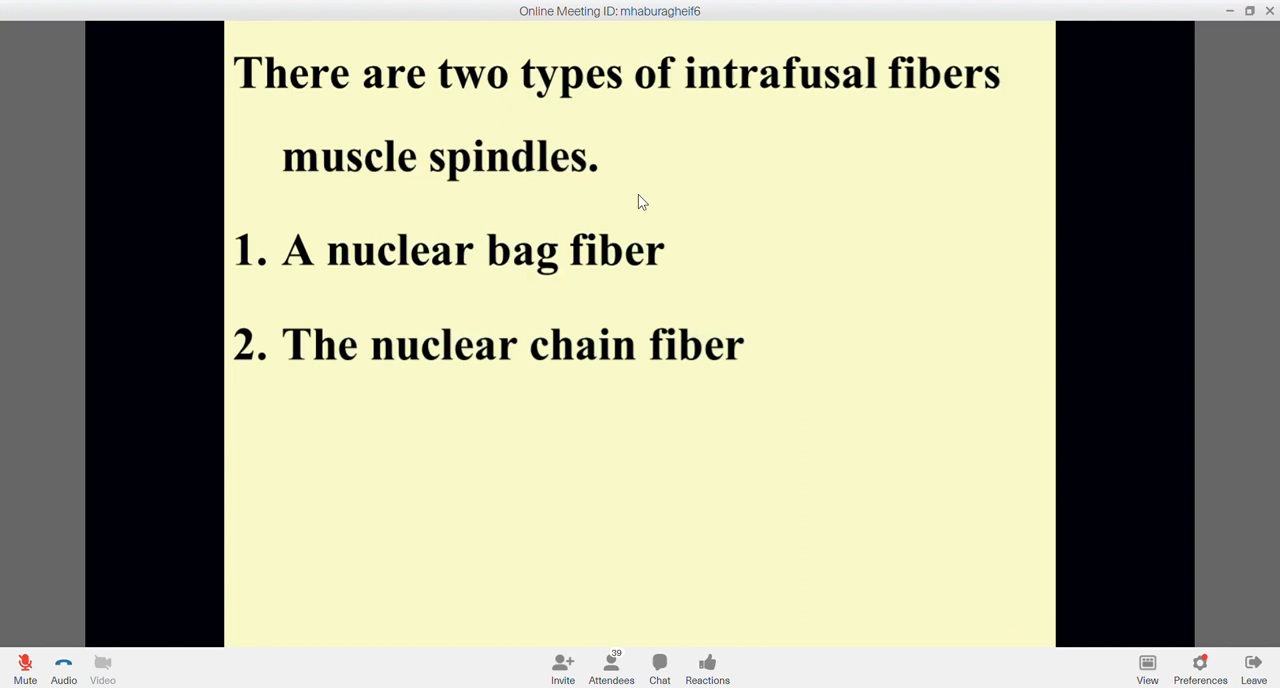 Online Meeting ID: mhaburagheif6
There are two types of intrafusal fibers
muscle spindles.
1. A nuclear bag fiber
2. The nuclear chain fiber
39
Mute Audio Video Invite Attendees Chat Reactions View Preferences Leave